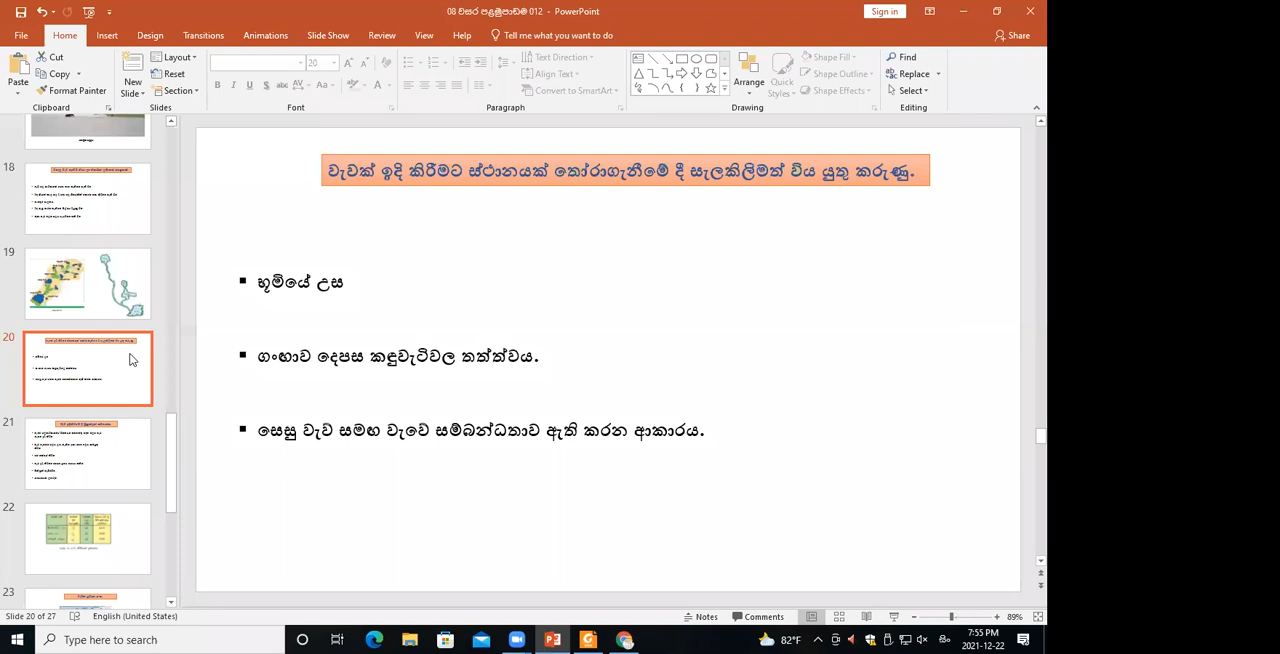 08 වසර පළමුපාඩම 012 - PowerPoint
Sign in
File Home Insert Design Transitions Animations Slide Show Review View Help Tell me what you want to do Share
Paste
Cut
Copy
Format Painter
Clipboard
New
Slide
Layout
Reset
Section
Slides
20
Font
Text Direction
Align Text
Convert to SmartArt
Paragraph
Arrange
Quick
Styles
Shape Fill
Shape Outline
Shape Effects
Drawing
Find
Replace
Select
Editing
18
19
20
21
22
23
වැවක් ඉදි කිරීමට ස්ථානයක් තෝරාගැනීමේ දී සැලකිලිමත් විය යුතු කරුණු.
▪ භූමියේ උස
▪ ගංඟාව දෙපස කඳුවැටිවල තත්ත්වය.
▪ සෙසු වැව සමඟ වැවේ සම්බන්ධතාව ඇති කරන ආකාරය.
Slide 20 of 27 English (United States) Notes Comments 89%
Type here to search
82°F
7:55 PM
2021-12-22